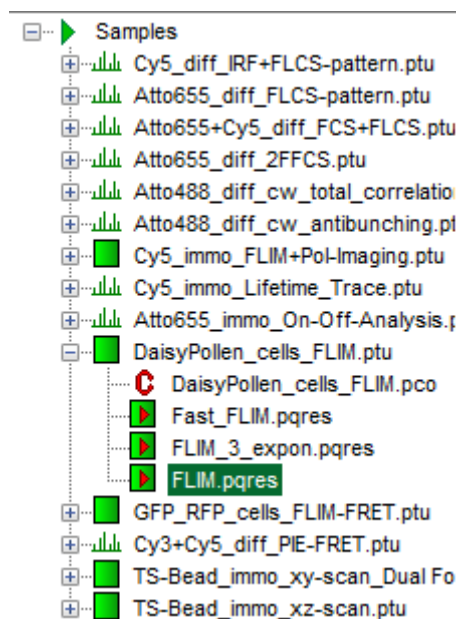 Samples
Cy5_diff_IRF+FLCS-pattern.ptu
Atto655_diff_FLCS-pattern.ptu
Atto655+Cy5_diff_FCS+FLCS.ptu
Atto655_diff_2FFCS.ptu
Atto488_diff_cw_total_correlatio
Atto488_diff_cw_antibunching.pt
Cy5_immo_FLIM+Pol-Imaging.ptu
Cy5_immo_Lifetime_Trace.ptu
Atto655_immo_On-Off-Analysis.p
DaisyPollen_cells_FLIM.ptu
C DaisyPollen_cells_FLIM.pco
Fast_FLIM.pqres
FLIM_3_expon.pqres
FLIM.pqres
GFP_RFP_cells_FLIM-FRET.ptu
Cy3+Cy5_diff_PIE-FRET.ptu
TS-Bead_immo_xy-scan_Dual Fo
TS-Bead_immo_xz-scan.ptu